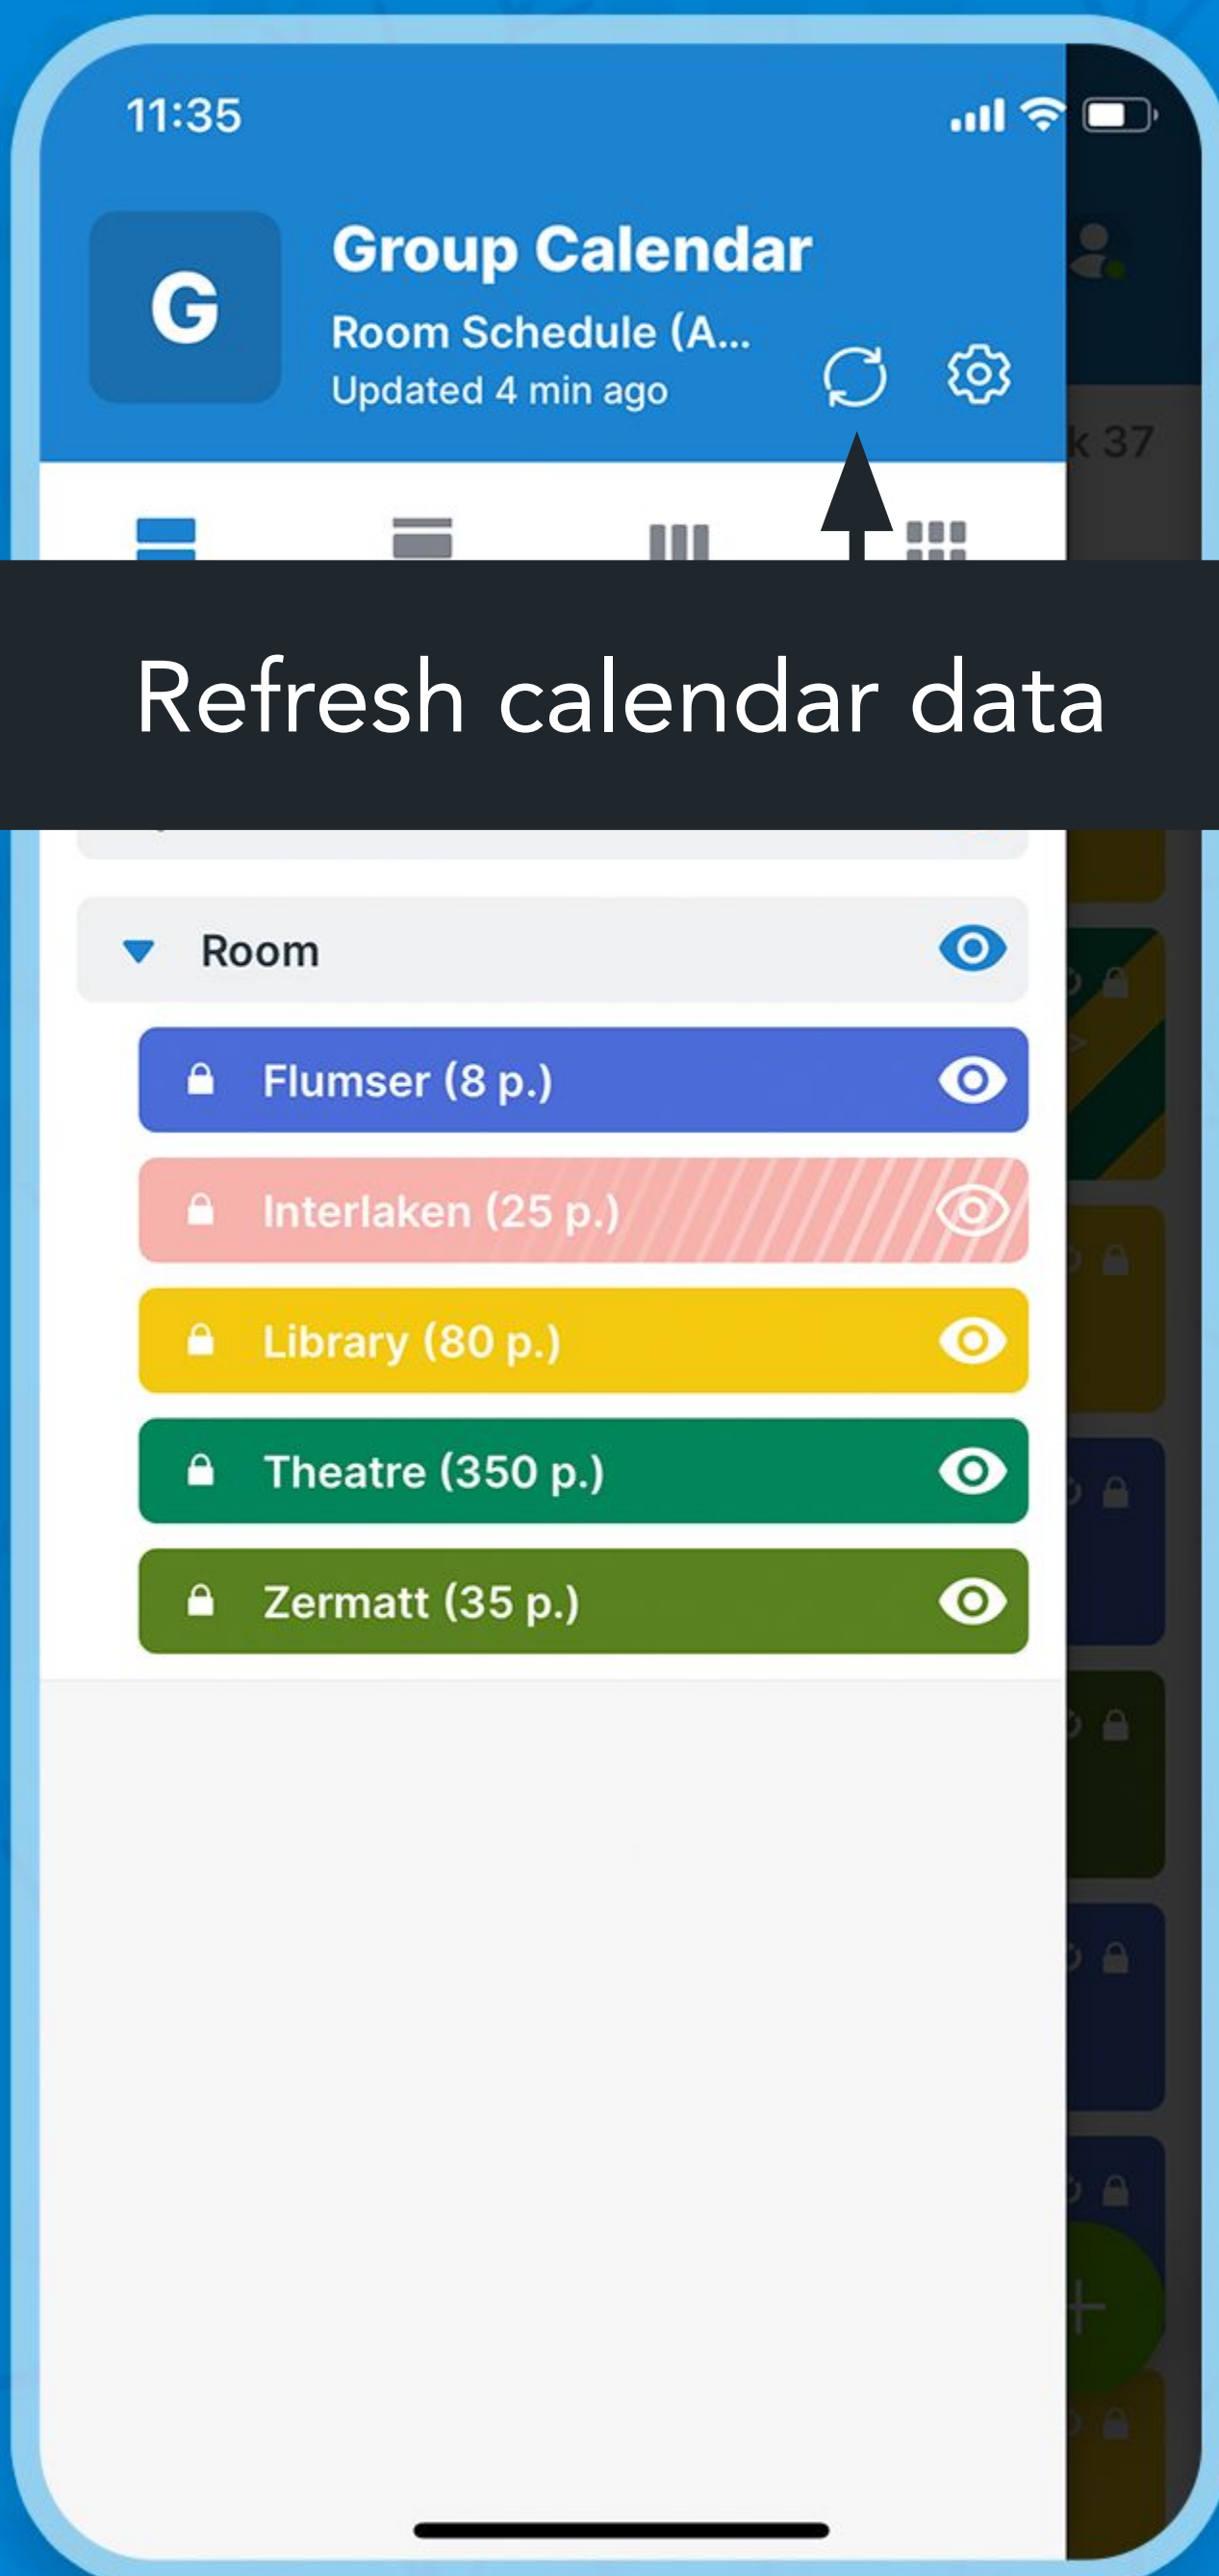 11:35
G
Group Calendar
Room Schedule (A...
Updated 4 min ago
k 37
Refresh calendar data
Room
Flumser (8 p.)
Interlaken (25 p.)
Library (80 p.)
Theatre (350 p.)
Zermatt (35 p.)